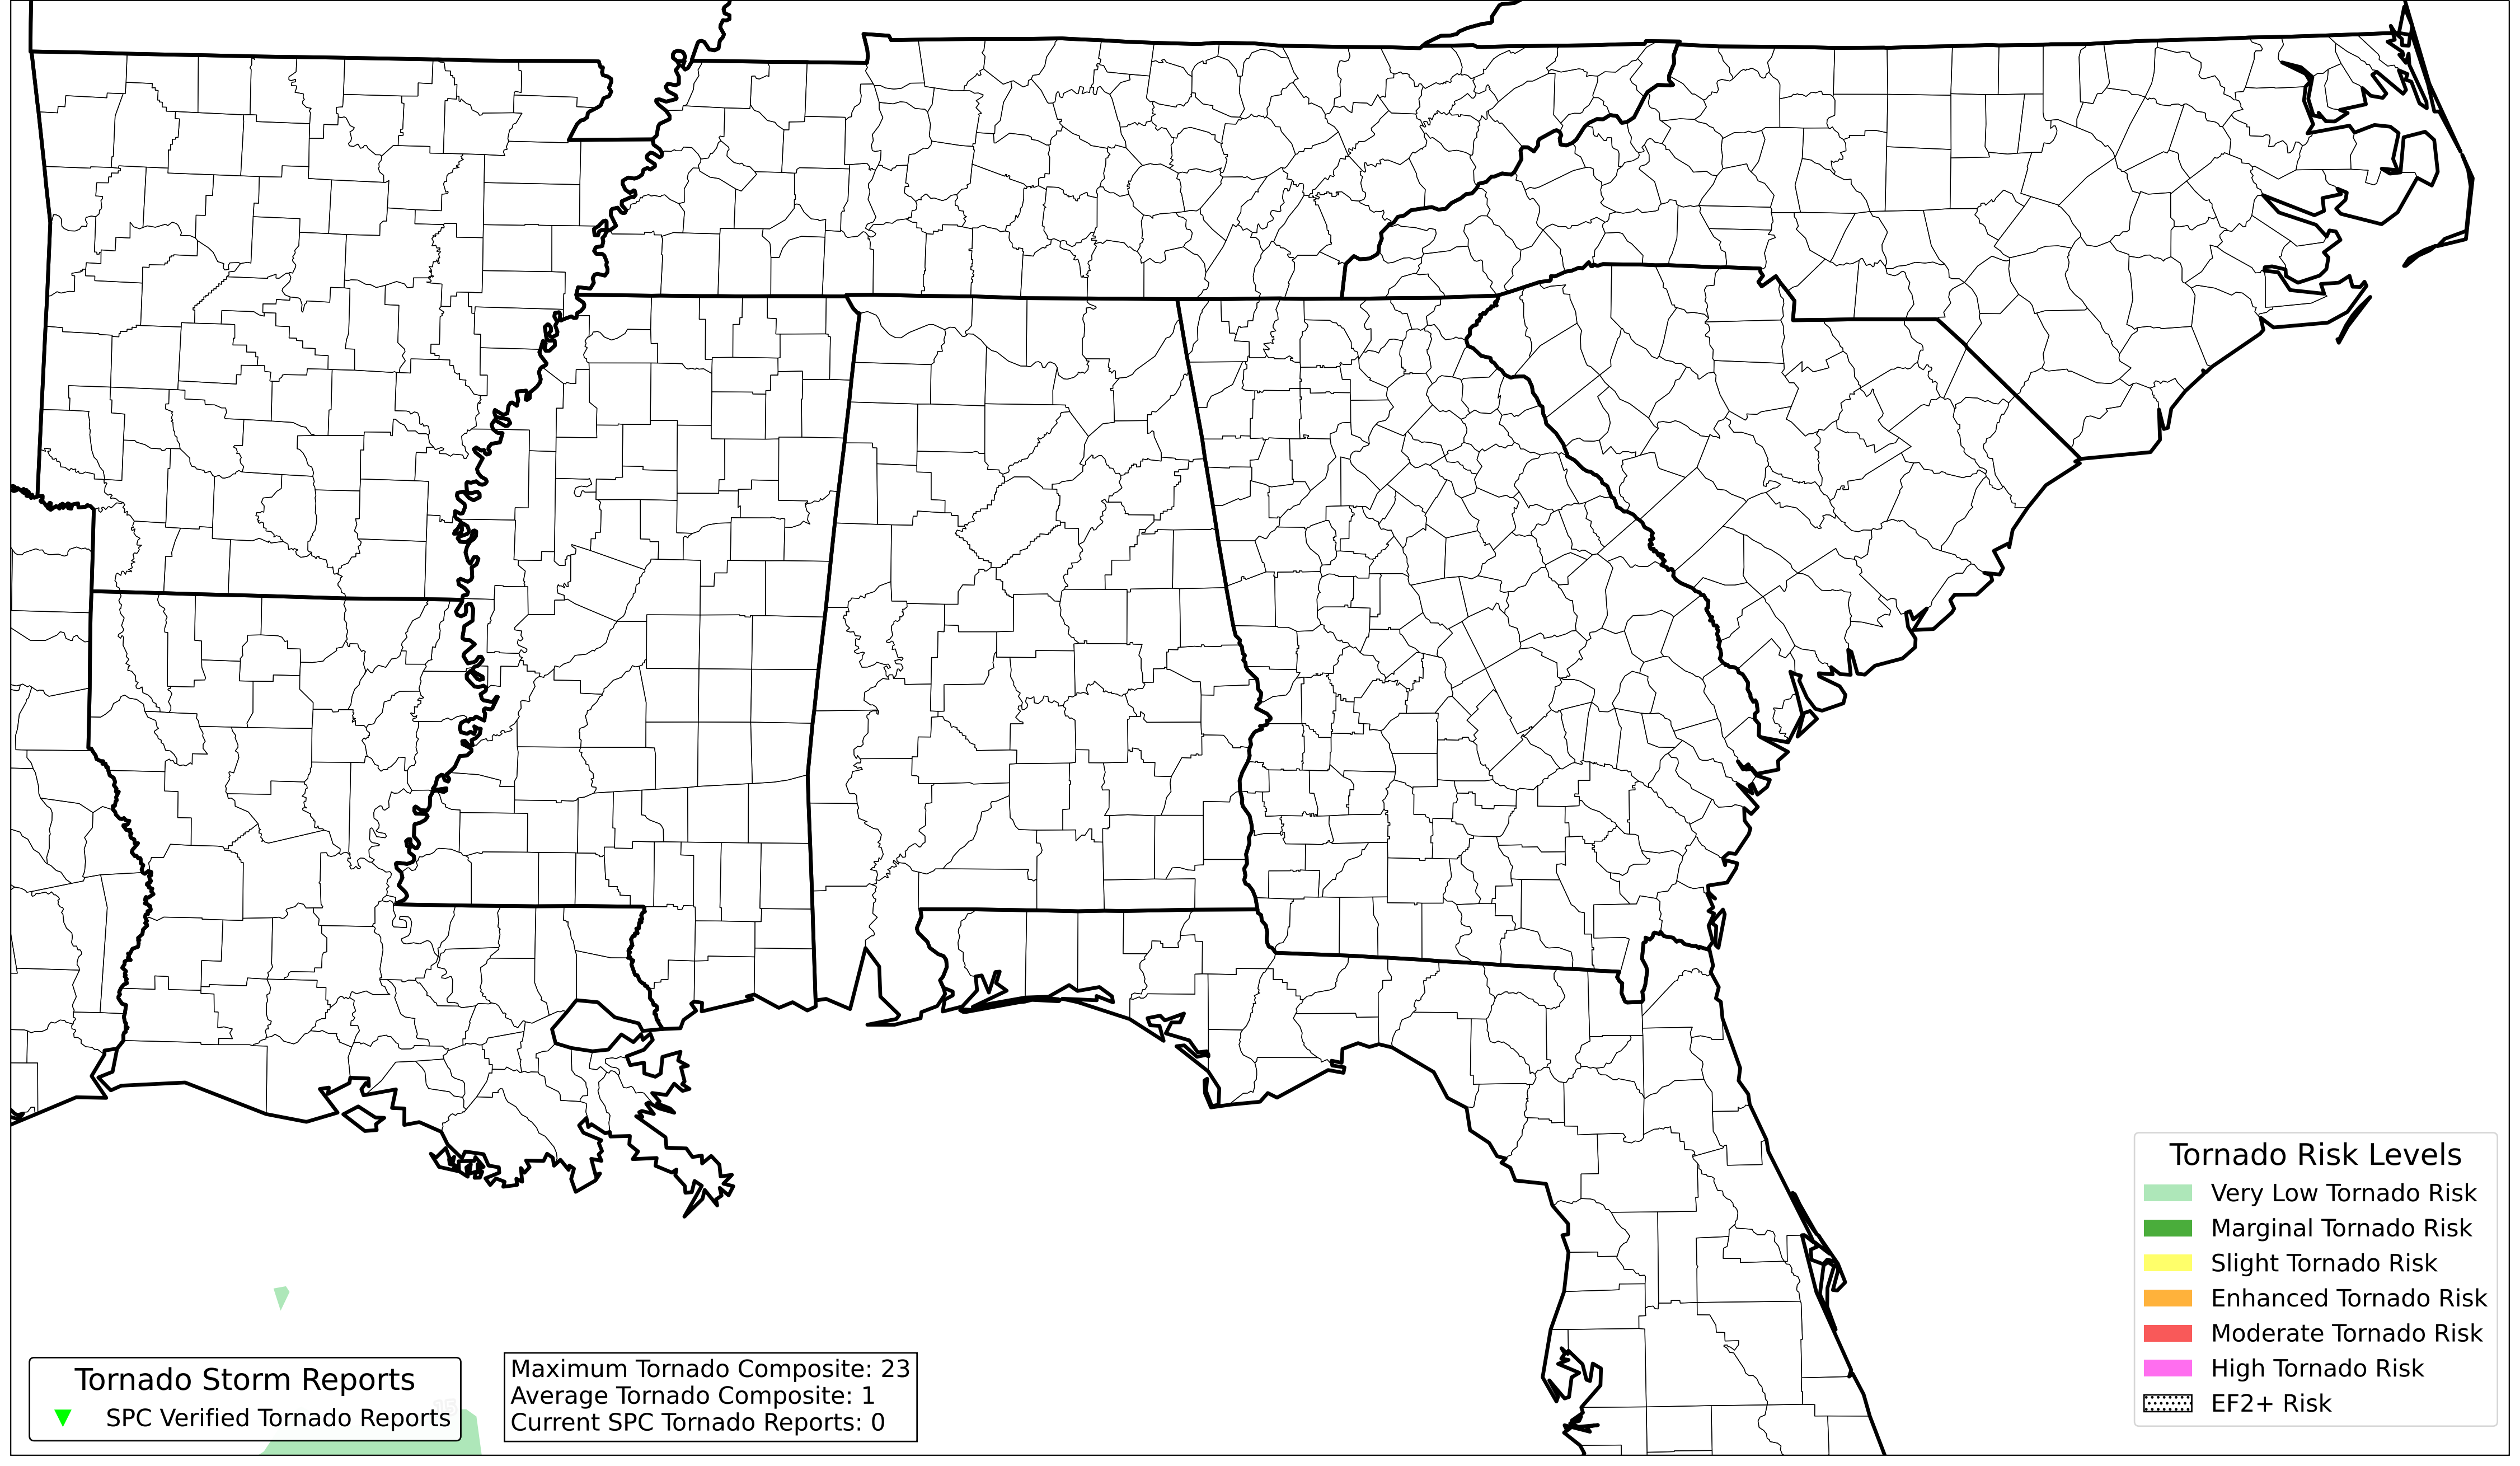 Tornado Storm Reports
SPC Verified Tornado Reports
Maximum Tornado Composite: 23
Average Tornado Composite: 1
Current SPC Tornado Reports: 0
Tornado Risk Levels
Very Low Tornado Risk
Marginal Tornado Risk
Slight Tornado Risk
Enhanced Tornado Risk
Moderate Tornado Risk
High Tornado Risk
EF2+ Risk